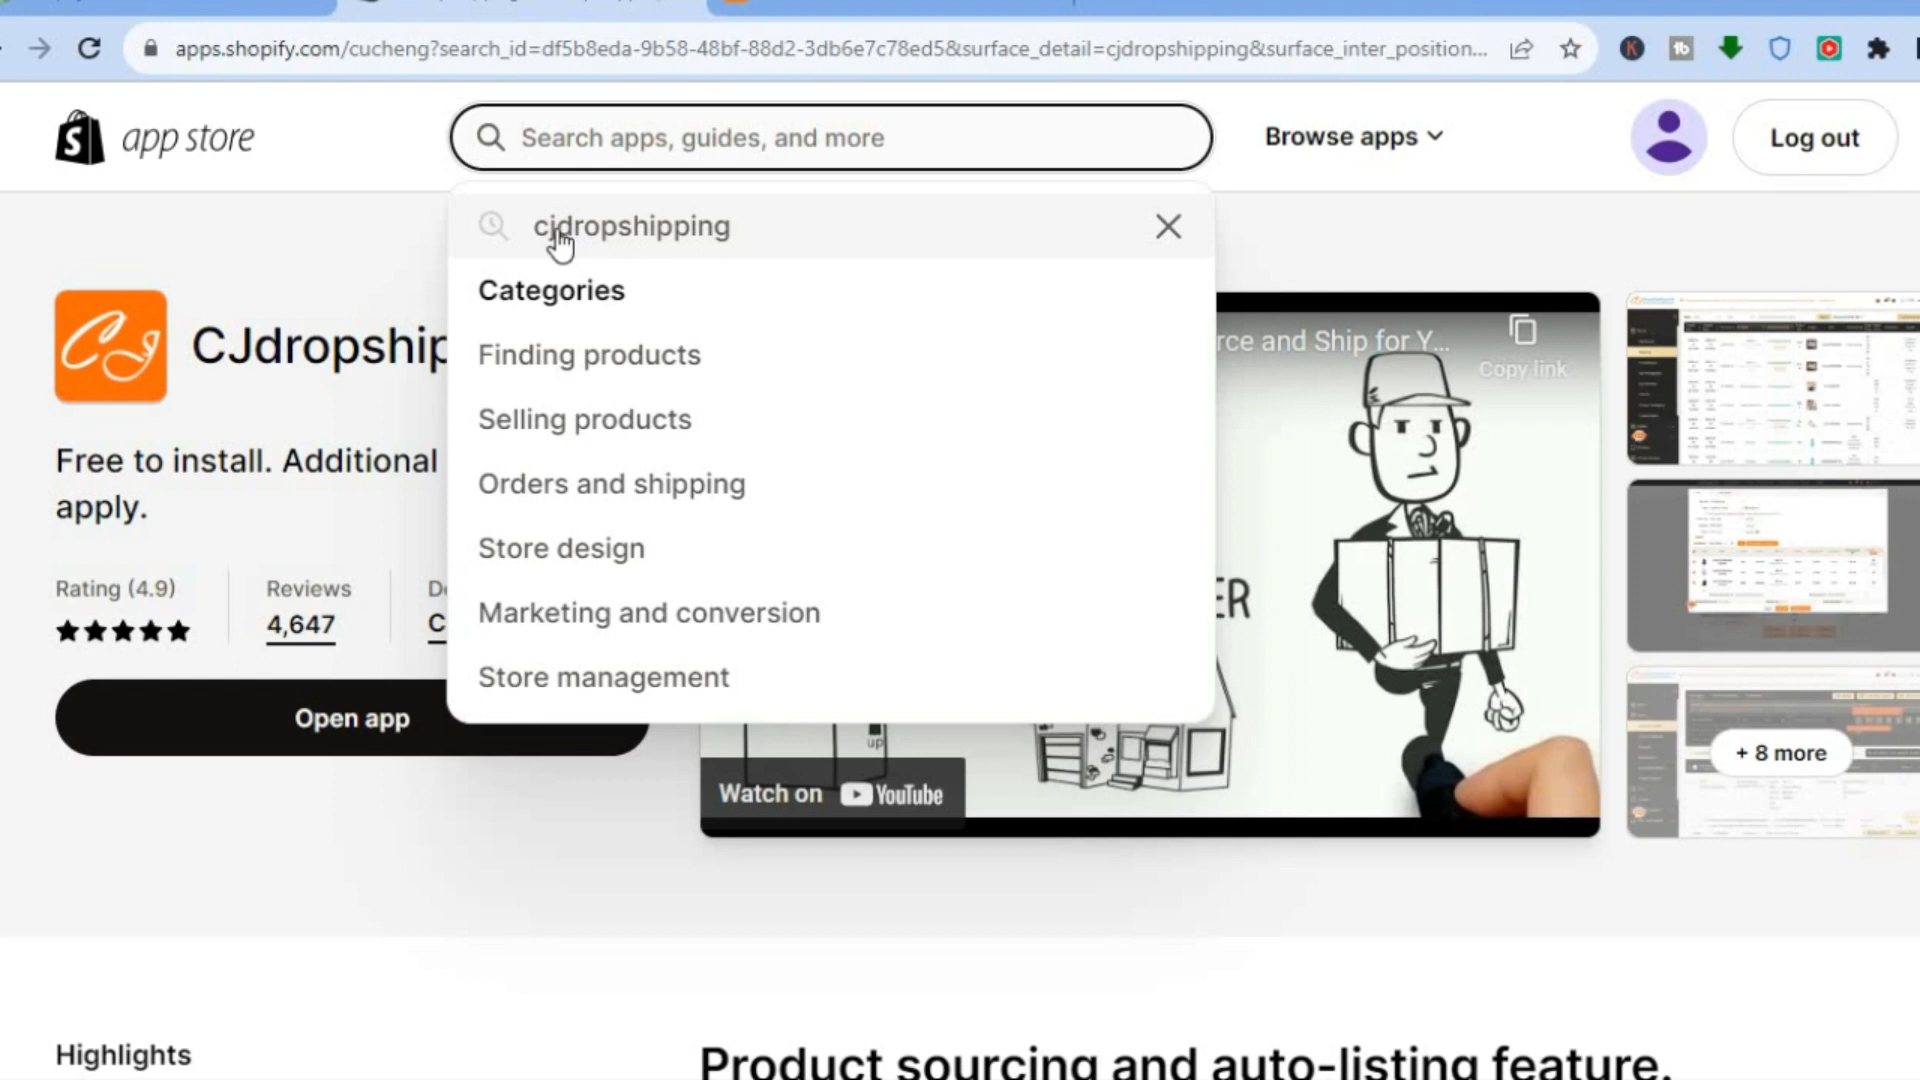 apps.shopify.com/cucheng?search_id=df5b8eda-9b58-48bf-88d2-3db6e7c78ed5&surface_detail=cjdropshipping&surface_inter_position...
app store
Search apps, guides, and more
Browse apps
Log out
cjdropshipping
Categories
Finding products
Selling products
Orders and shipping
Store design
Marketing and conversion
Store management
CJdropship
Free to install. Additional
apply.
Rating (4.9)
Reviews
4,647
Open app
rce and Ship for Y...
Copy link
ER
up
Watch on YouTube
+ 8 more
Highlights
Product sourcing and auto-listing feature.